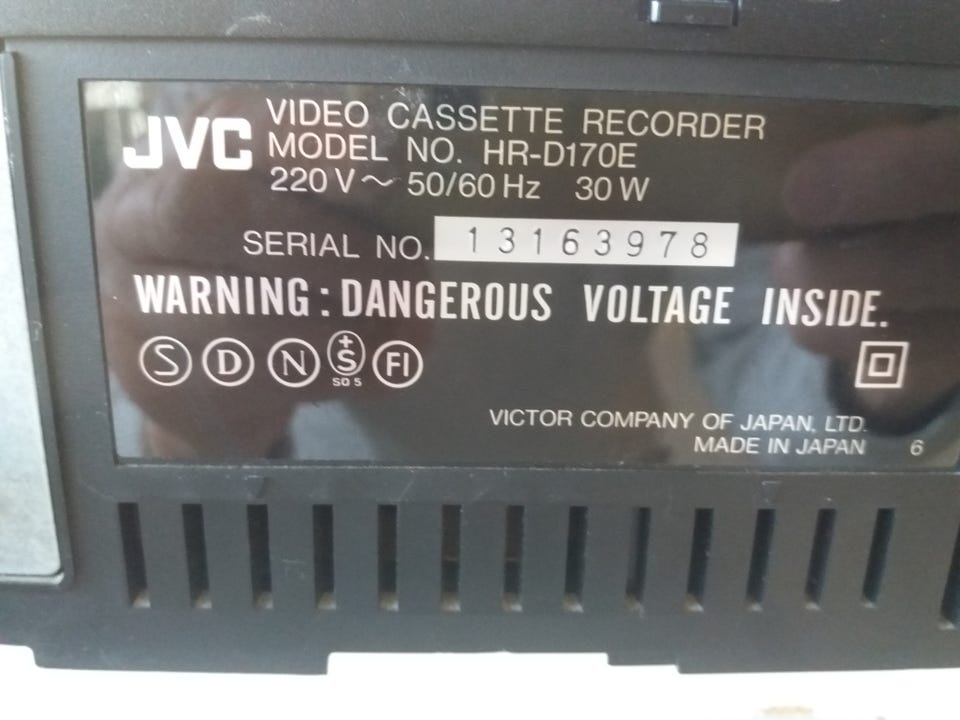 JVC
VIDEO CASSETTE RECORDER
MODEL NO. HR-D170E
220 V ~ 50/60 Hz 30 W
SERIAL NO. 13163978
WARNING : DANGEROUS VOLTAGE INSIDE.
S D N +S FI
SQ 5
VICTOR COMPANY OF JAPAN, LTD.
MADE IN JAPAN 6